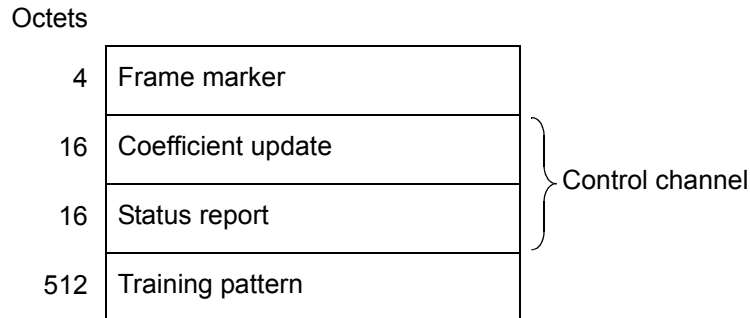 Octets
4 Frame marker
16 Coefficient update
16 Status report
Control channel
512 Training pattern